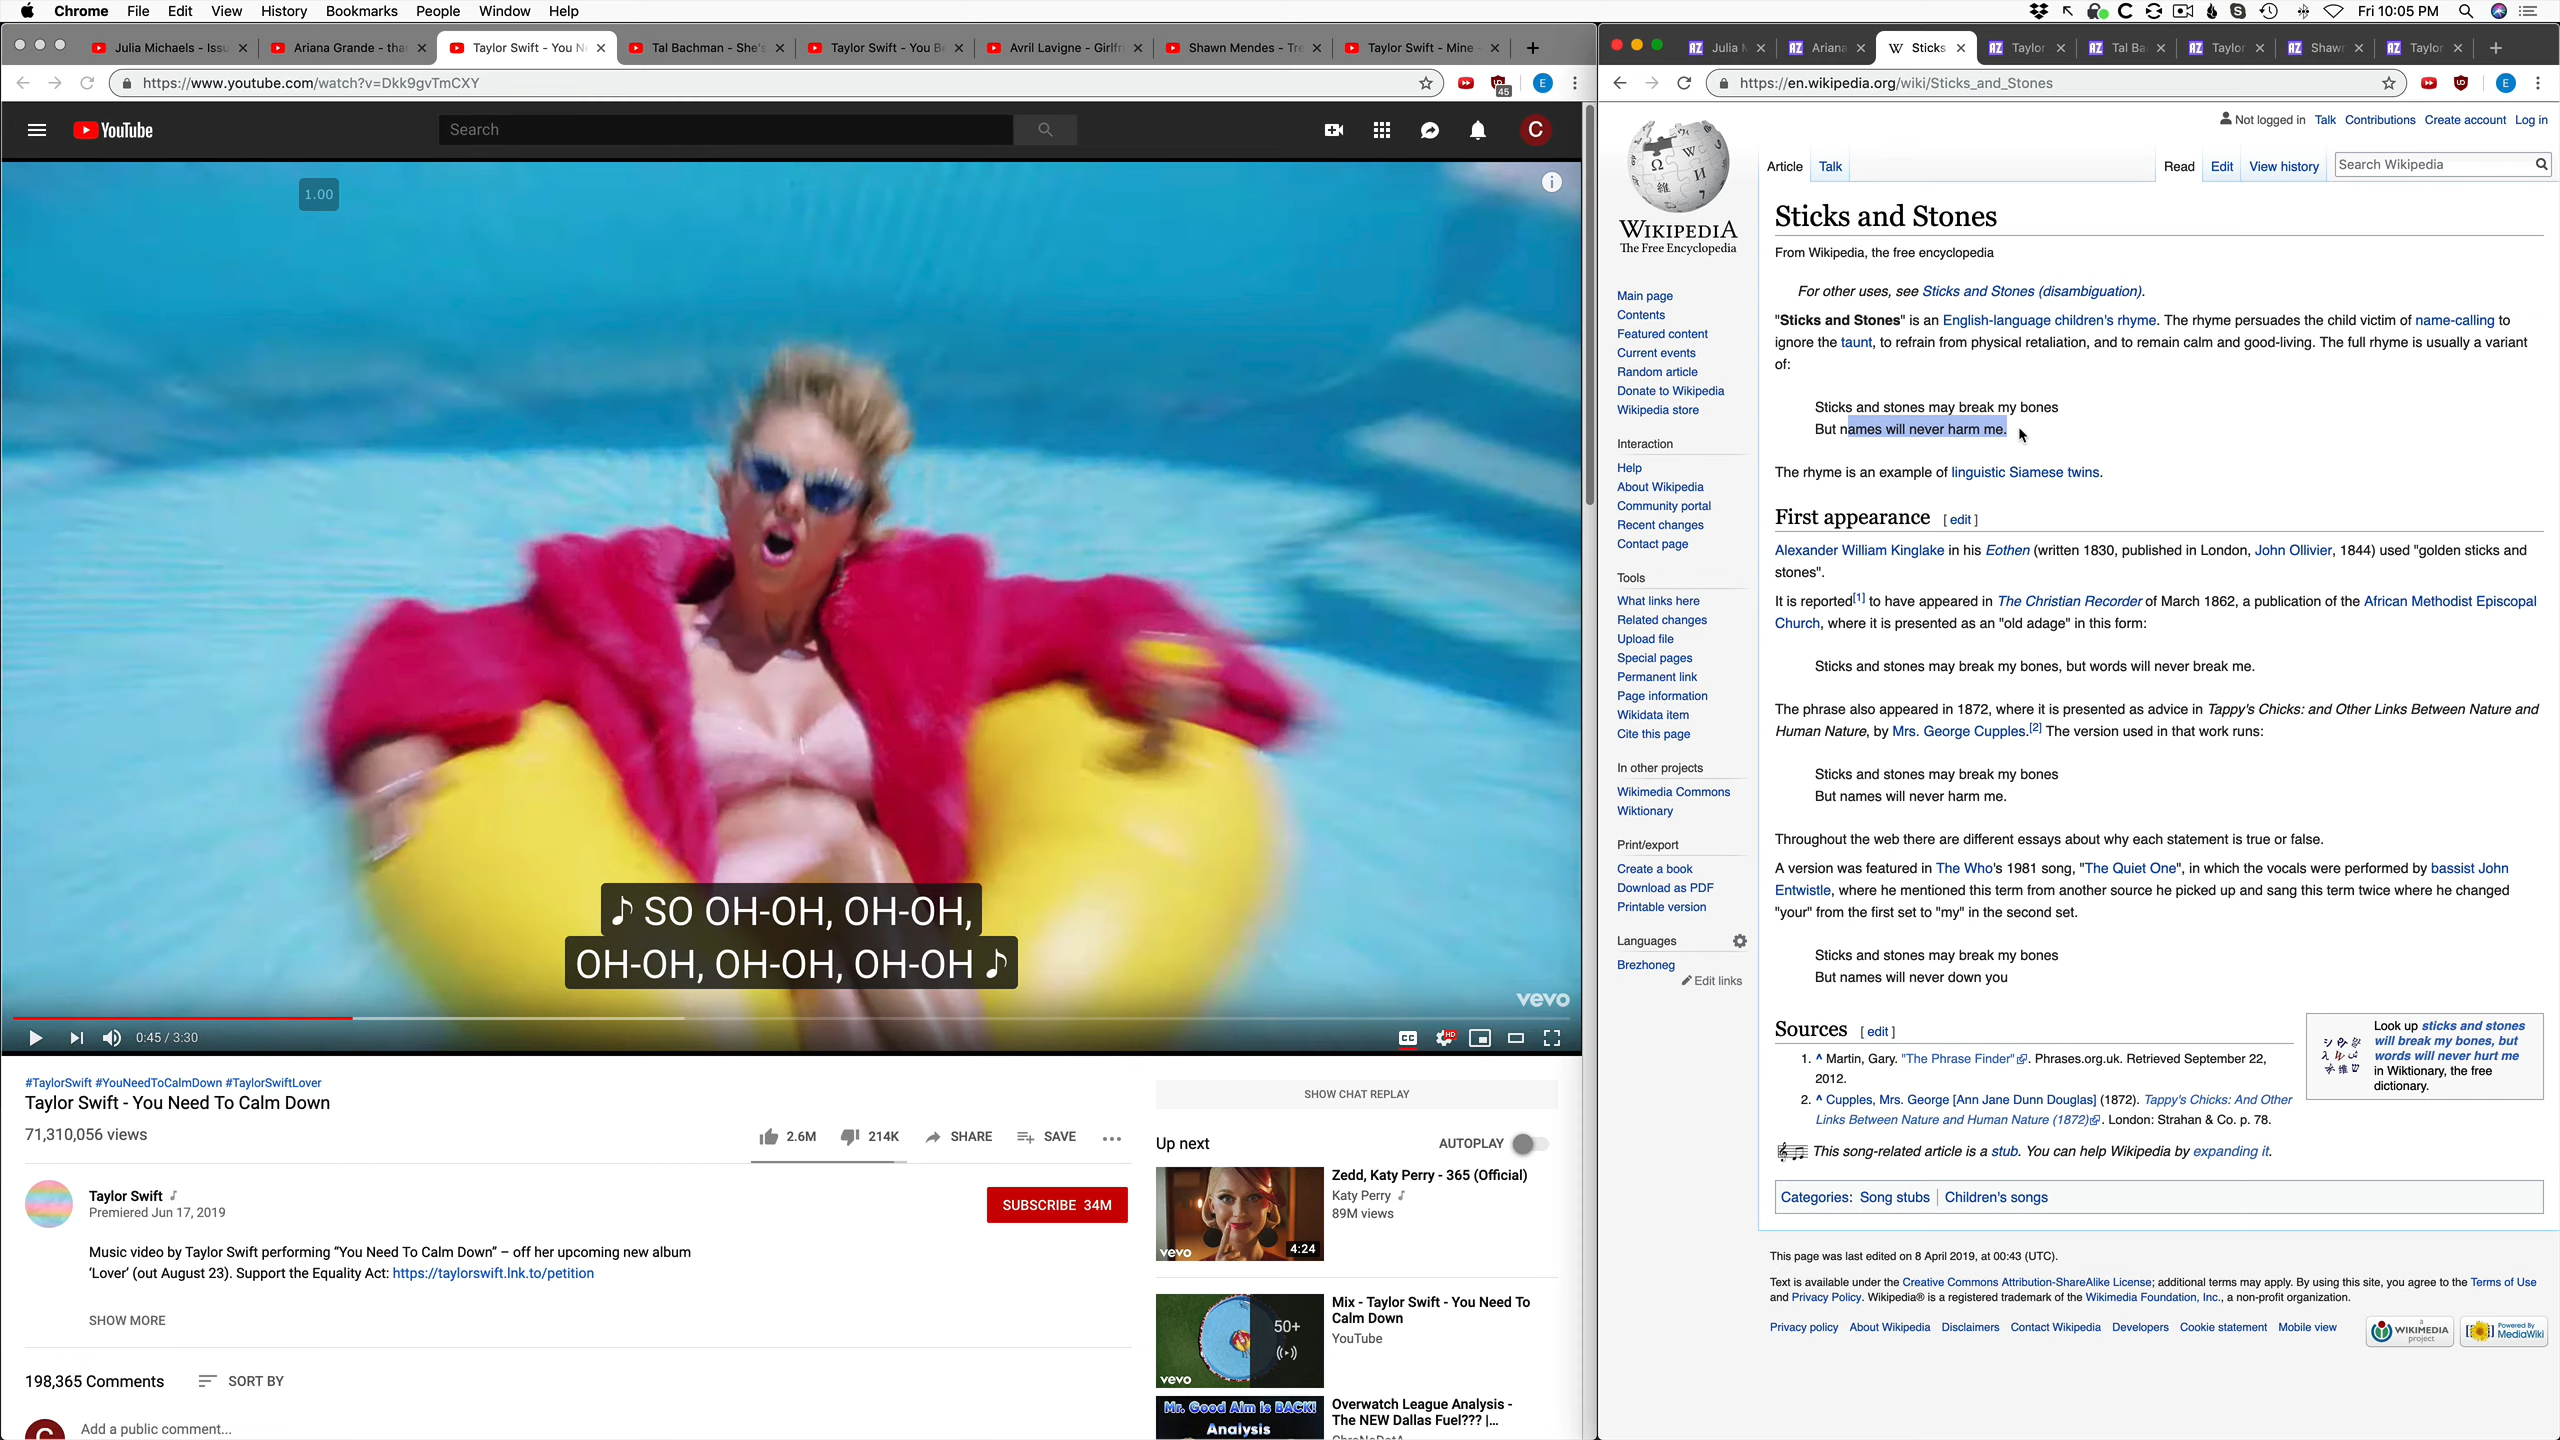 Chrome File Edit View History Bookmarks People Window Help Fri 10:05 PM
Julia Michaels - Issu
Ariana Grande - tha
Taylor Swift - You N
Tal Bachman - She's
Taylor Swift - You B
Avril Lavigne - Girlfri
Shawn Mendes - Tre
Taylor Swift - Mine -
https://www.youtube.com/watch?v=Dkk9gvTmCXY
45
E
YouTube
Search
C
1.00
♪ SO OH-OH, OH-OH,
OH-OH, OH-OH, OH-OH ♪
vevo
0:45 / 3:30
CC HD
#TaylorSwift #YouNeedToCalmDown #TaylorSwiftLover
Taylor Swift - You Need To Calm Down
71,310,056 views
2.6M 214K SHARE SAVE
Taylor Swift
Premiered Jun 17, 2019
SUBSCRIBE 34M
Music video by Taylor Swift performing “You Need To Calm Down” – off her upcoming new album
‘Lover’ (out August 23). Support the Equality Act: https://taylorswift.lnk.to/petition
SHOW MORE
198,365 Comments SORT BY
C
Add a public comment...
SHOW CHAT REPLAY
Up next AUTOPLAY
Zedd, Katy Perry - 365 (Official)
Katy Perry
89M views
vevo 4:24
Mix - Taylor Swift - You Need To
Calm Down
YouTube
50+
vevo
Overwatch League Analysis -
The NEW Dallas Fuel??? |...
Mr. Good Aim is BACK!
Analysis
Julia M
Ariana
Sticks
Taylor
Tal Ba
Taylor
Shawn
Taylor
https://en.wikipedia.org/wiki/Sticks_and_Stones
E
Not logged in Talk Contributions Create account Log in
Article Talk Read Edit View history Search Wikipedia
WIKIPEDIA
The Free Encyclopedia
Main page
Contents
Featured content
Current events
Random article
Donate to Wikipedia
Wikipedia store
Interaction
Help
About Wikipedia
Community portal
Recent changes
Contact page
Tools
What links here
Related changes
Upload file
Special pages
Permanent link
Page information
Wikidata item
Cite this page
In other projects
Wikimedia Commons
Wiktionary
Print/export
Create a book
Download as PDF
Printable version
Languages
Brezhoneg
Edit links
Sticks and Stones
From Wikipedia, the free encyclopedia
For other uses, see Sticks and Stones (disambiguation).
"Sticks and Stones" is an English-language children's rhyme. The rhyme persuades the child victim of name-calling to
ignore the taunt, to refrain from physical retaliation, and to remain calm and good-living. The full rhyme is usually a variant
of:
Sticks and stones may break my bones
But names will never harm me.
The rhyme is an example of linguistic Siamese twins.
First appearance [ edit ]
Alexander William Kinglake in his Eothen (written 1830, published in London, John Ollivier, 1844) used "golden sticks and
stones".
It is reported[1] to have appeared in The Christian Recorder of March 1862, a publication of the African Methodist Episcopal
Church, where it is presented as an "old adage" in this form:
Sticks and stones may break my bones, but words will never break me.
The phrase also appeared in 1872, where it is presented as advice in Tappy's Chicks: and Other Links Between Nature and
Human Nature, by Mrs. George Cupples.[2] The version used in that work runs:
Sticks and stones may break my bones
But names will never harm me.
Throughout the web there are different essays about why each statement is true or false.
A version was featured in The Who's 1981 song, "The Quiet One", in which the vocals were performed by bassist John
Entwistle, where he mentioned this term from another source he picked up and sang this term twice where he changed
"your" from the first set to "my" in the second set.
Sticks and stones may break my bones
But names will never down you
Sources [ edit ]
1. ^ Martin, Gary. "The Phrase Finder". Phrases.org.uk. Retrieved September 22,
2012.
2. ^ Cupples, Mrs. George [Ann Jane Dunn Douglas] (1872). Tappy's Chicks: And Other
Links Between Nature and Human Nature (1872). London: Strahan & Co. p. 78.
Look up sticks and stones
will break my bones, but
words will never hurt me
in Wiktionary, the free
dictionary.
This song-related article is a stub. You can help Wikipedia by expanding it.
Categories: Song stubs | Children's songs
This page was last edited on 8 April 2019, at 00:43 (UTC).
Text is available under the Creative Commons Attribution-ShareAlike License; additional terms may apply. By using this site, you agree to the Terms of Use
and Privacy Policy. Wikipedia® is a registered trademark of the Wikimedia Foundation, Inc., a non-profit organization.
Privacy policy About Wikipedia Disclaimers Contact Wikipedia Developers Cookie statement Mobile view
a WIKIMEDIA project
Powered By MediaWiki